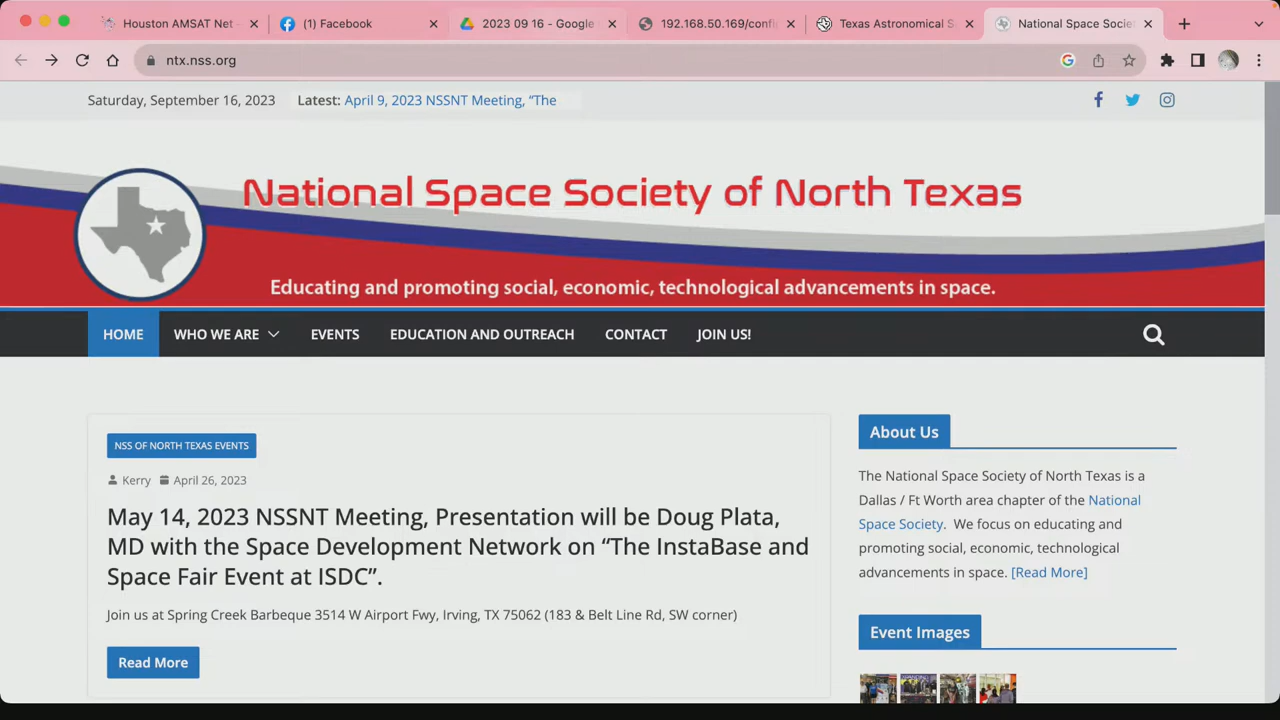 Houston AMSAT Net -
(1) Facebook
2023 09 16 - Google
192.168.50.169/confi
Texas Astronomical S
National Space Societ
ntx.nss.org
Saturday, September 16, 2023
Latest: April 9, 2023 NSSNT Meeting, “The
National Space Society of North Texas
Educating and promoting social, economic, technological advancements in space.
HOME
WHO WE ARE
EVENTS
EDUCATION AND OUTREACH
CONTACT
JOIN US!
NSS OF NORTH TEXAS EVENTS
Kerry April 26, 2023
May 14, 2023 NSSNT Meeting, Presentation will be Doug Plata,
MD with the Space Development Network on “The InstaBase and
Space Fair Event at ISDC”.
Join us at Spring Creek Barbeque 3514 W Airport Fwy, Irving, TX 75062 (183 & Belt Line Rd, SW corner)
Read More
About Us
The National Space Society of North Texas is a
Dallas / Ft Worth area chapter of the National
Space Society. We focus on educating and
promoting social, economic, technological
advancements in space. [Read More]
Event Images